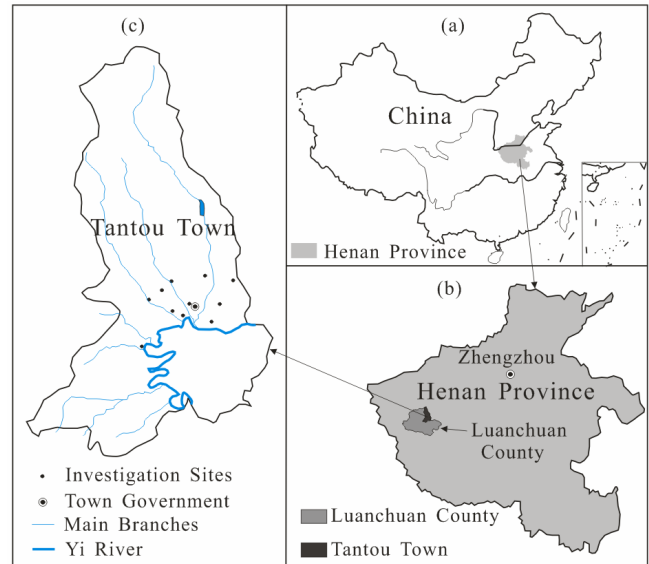 (c)
Tantou Town
Investigation Sites
Town Government
Main Branches
Yi River
(a)
China
Henan Province
(b)
Zhengzhou
Henan Province
Luanchuan
County
Luanchuan County
Tantou Town